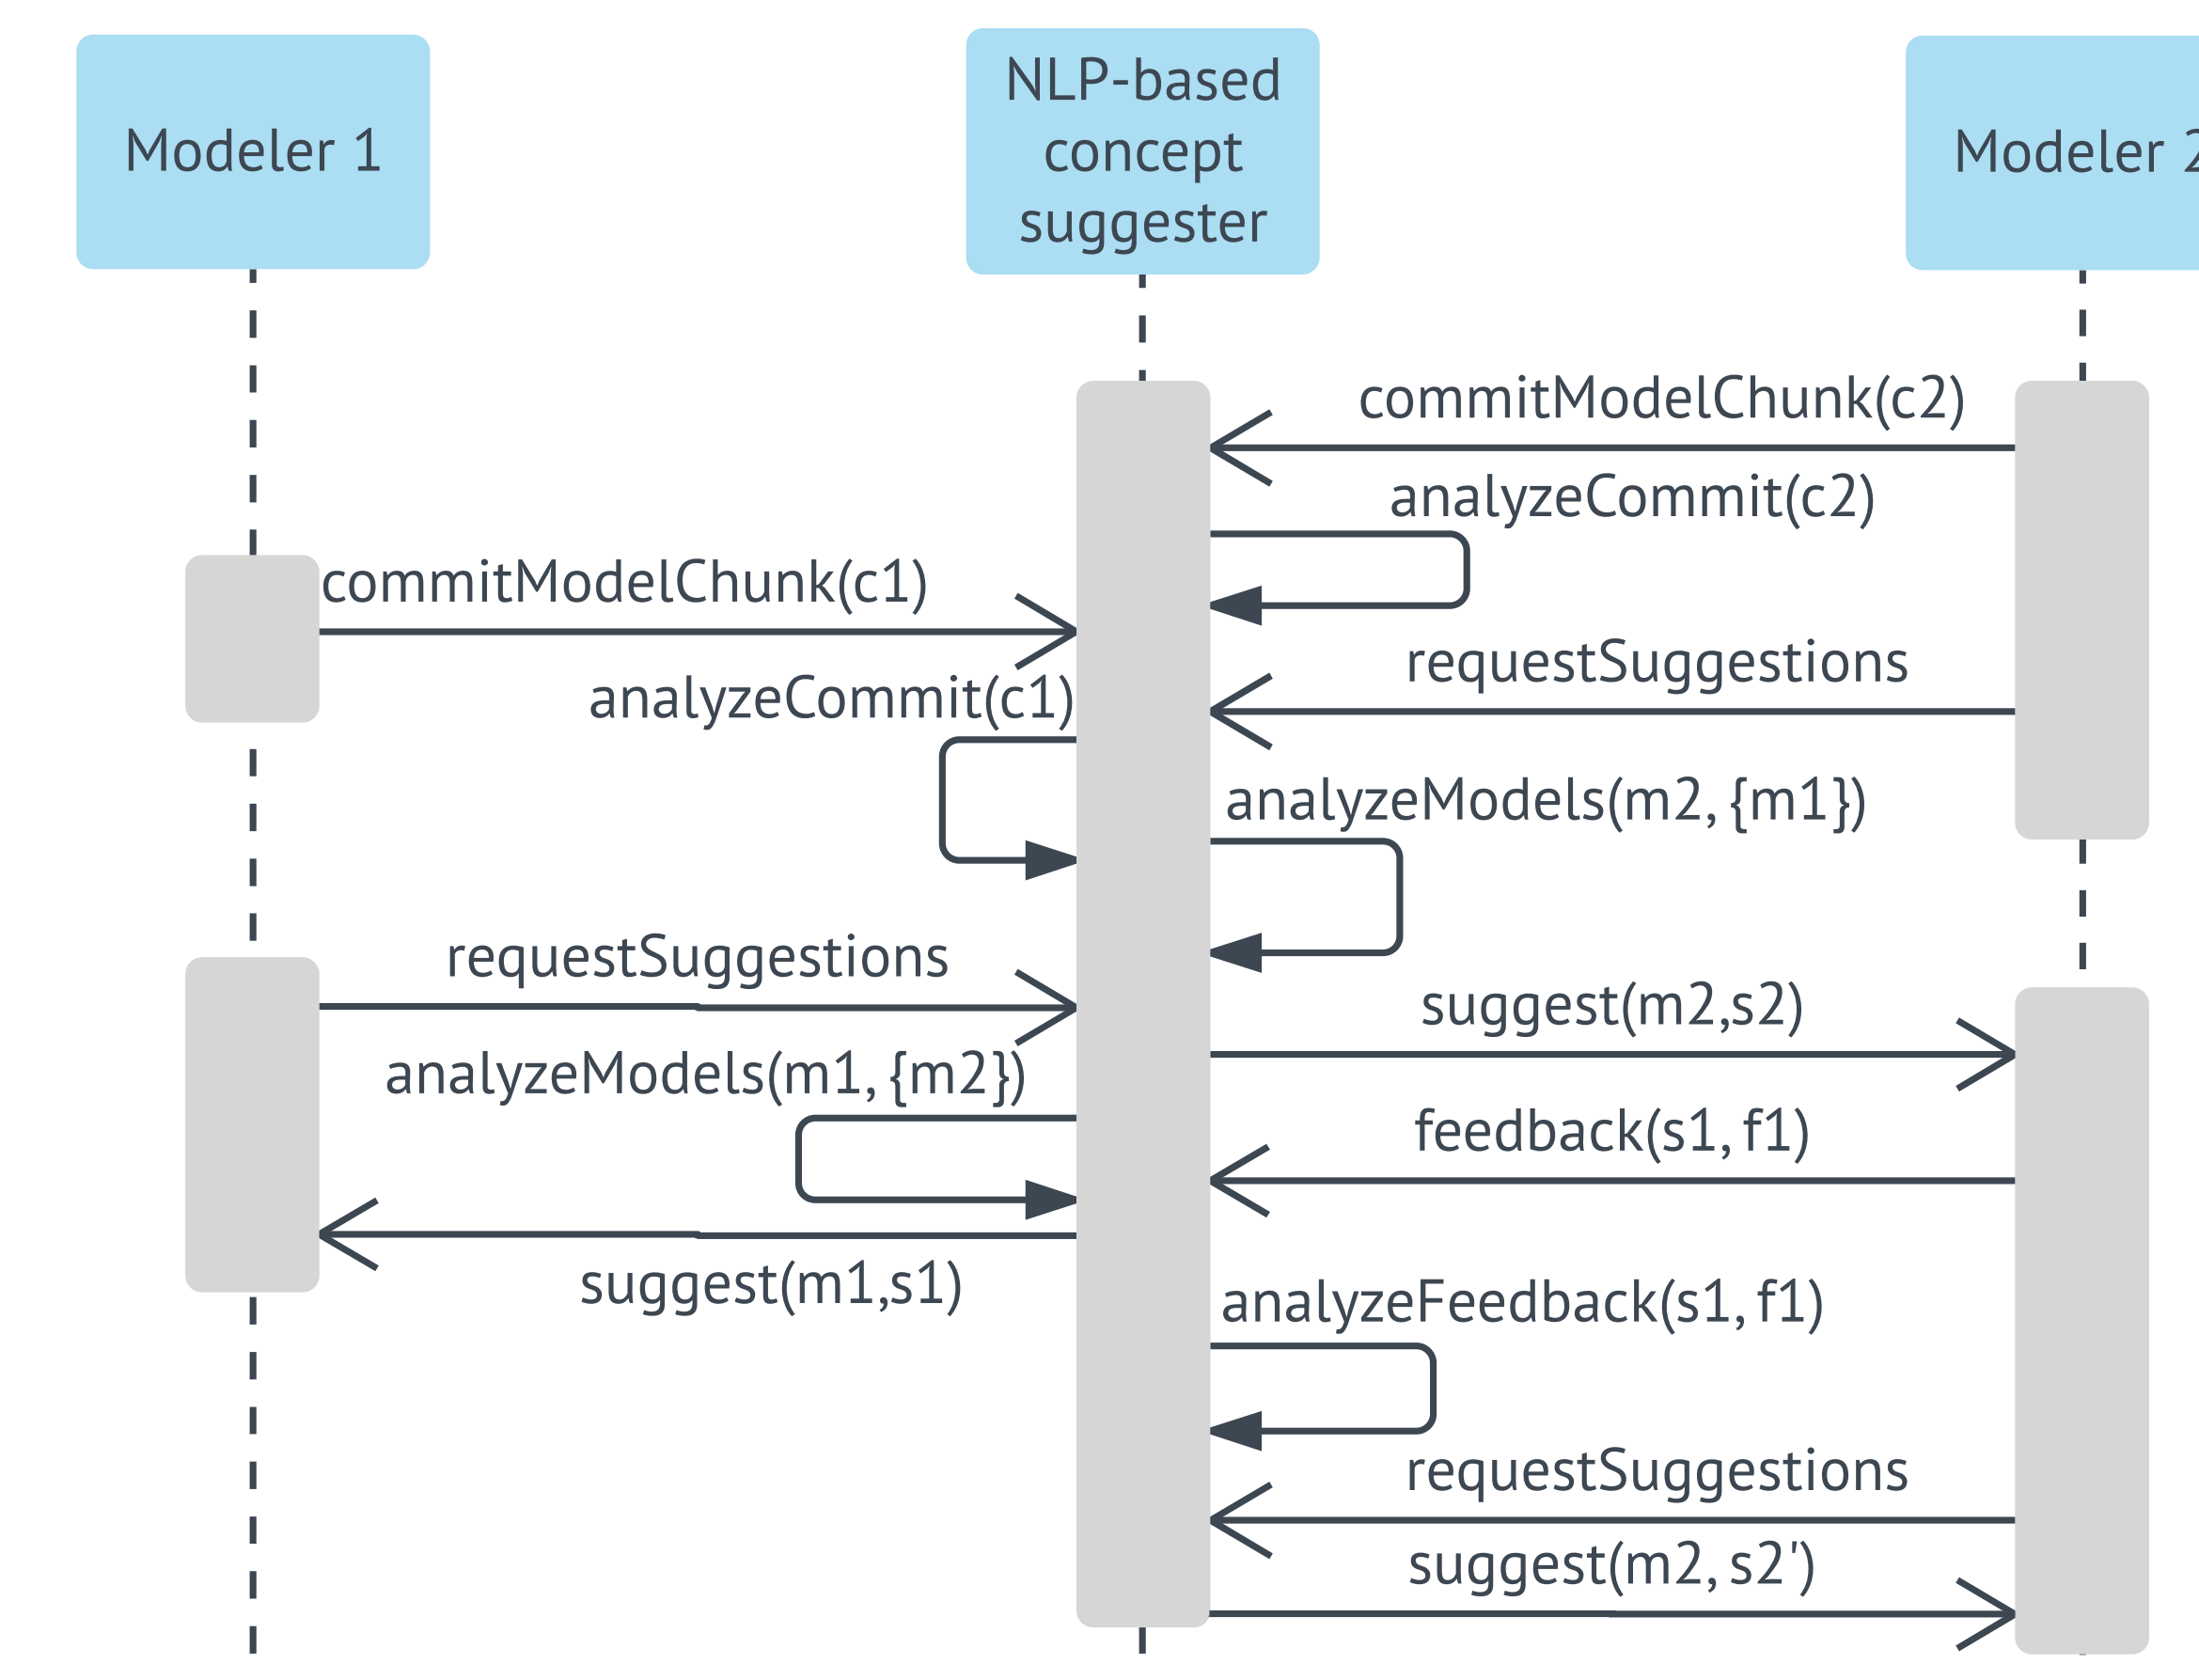 Modeler 1
NLP-based
concept
suggester
Modeler 2
commitModelChunk(c2)
analyzeCommit(c2)
commitModelChunk(c1)
requestSuggestions
analyzeCommit(c1)
analyzeModels(m2, {m1})
requestSuggestions
suggest(m2,s2)
analyzeModels(m1, {m2})
feedback(s1, f1)
suggest(m1,s1)
analyzeFeedback(s1, f1)
requestSuggestions
suggest(m2, s2')